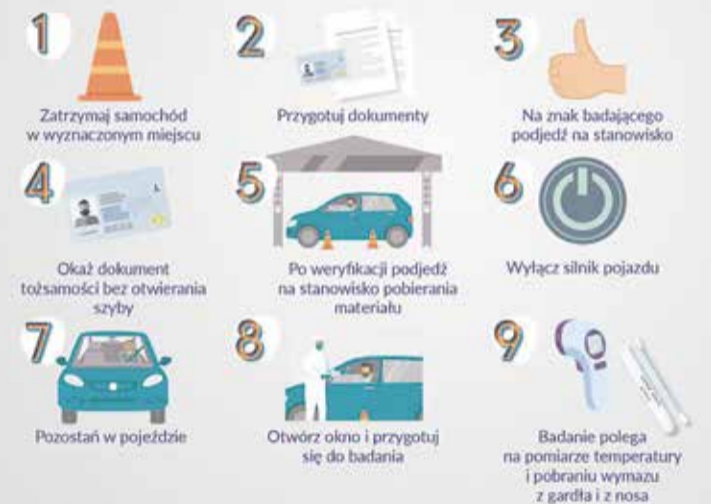 1
Zatrzymaj samochód
w wyznaczonym miejscu
2
Przygotuj dokumenty
3
Na znak badającego
podjedź na stanowisko
4
Okaż dokument
tożsamości bez otwierania
szyby
5
Po weryfikacji podjedź
na stanowisko pobierania
materiału
6
Wyłącz silnik pojazdu
7
Pozostań w pojeździe
8
Otwórz okno i przygotuj
się do badania
9
Badanie polega
na pomiarze temperatury
i pobraniu wymazu
z gardła i z nosa